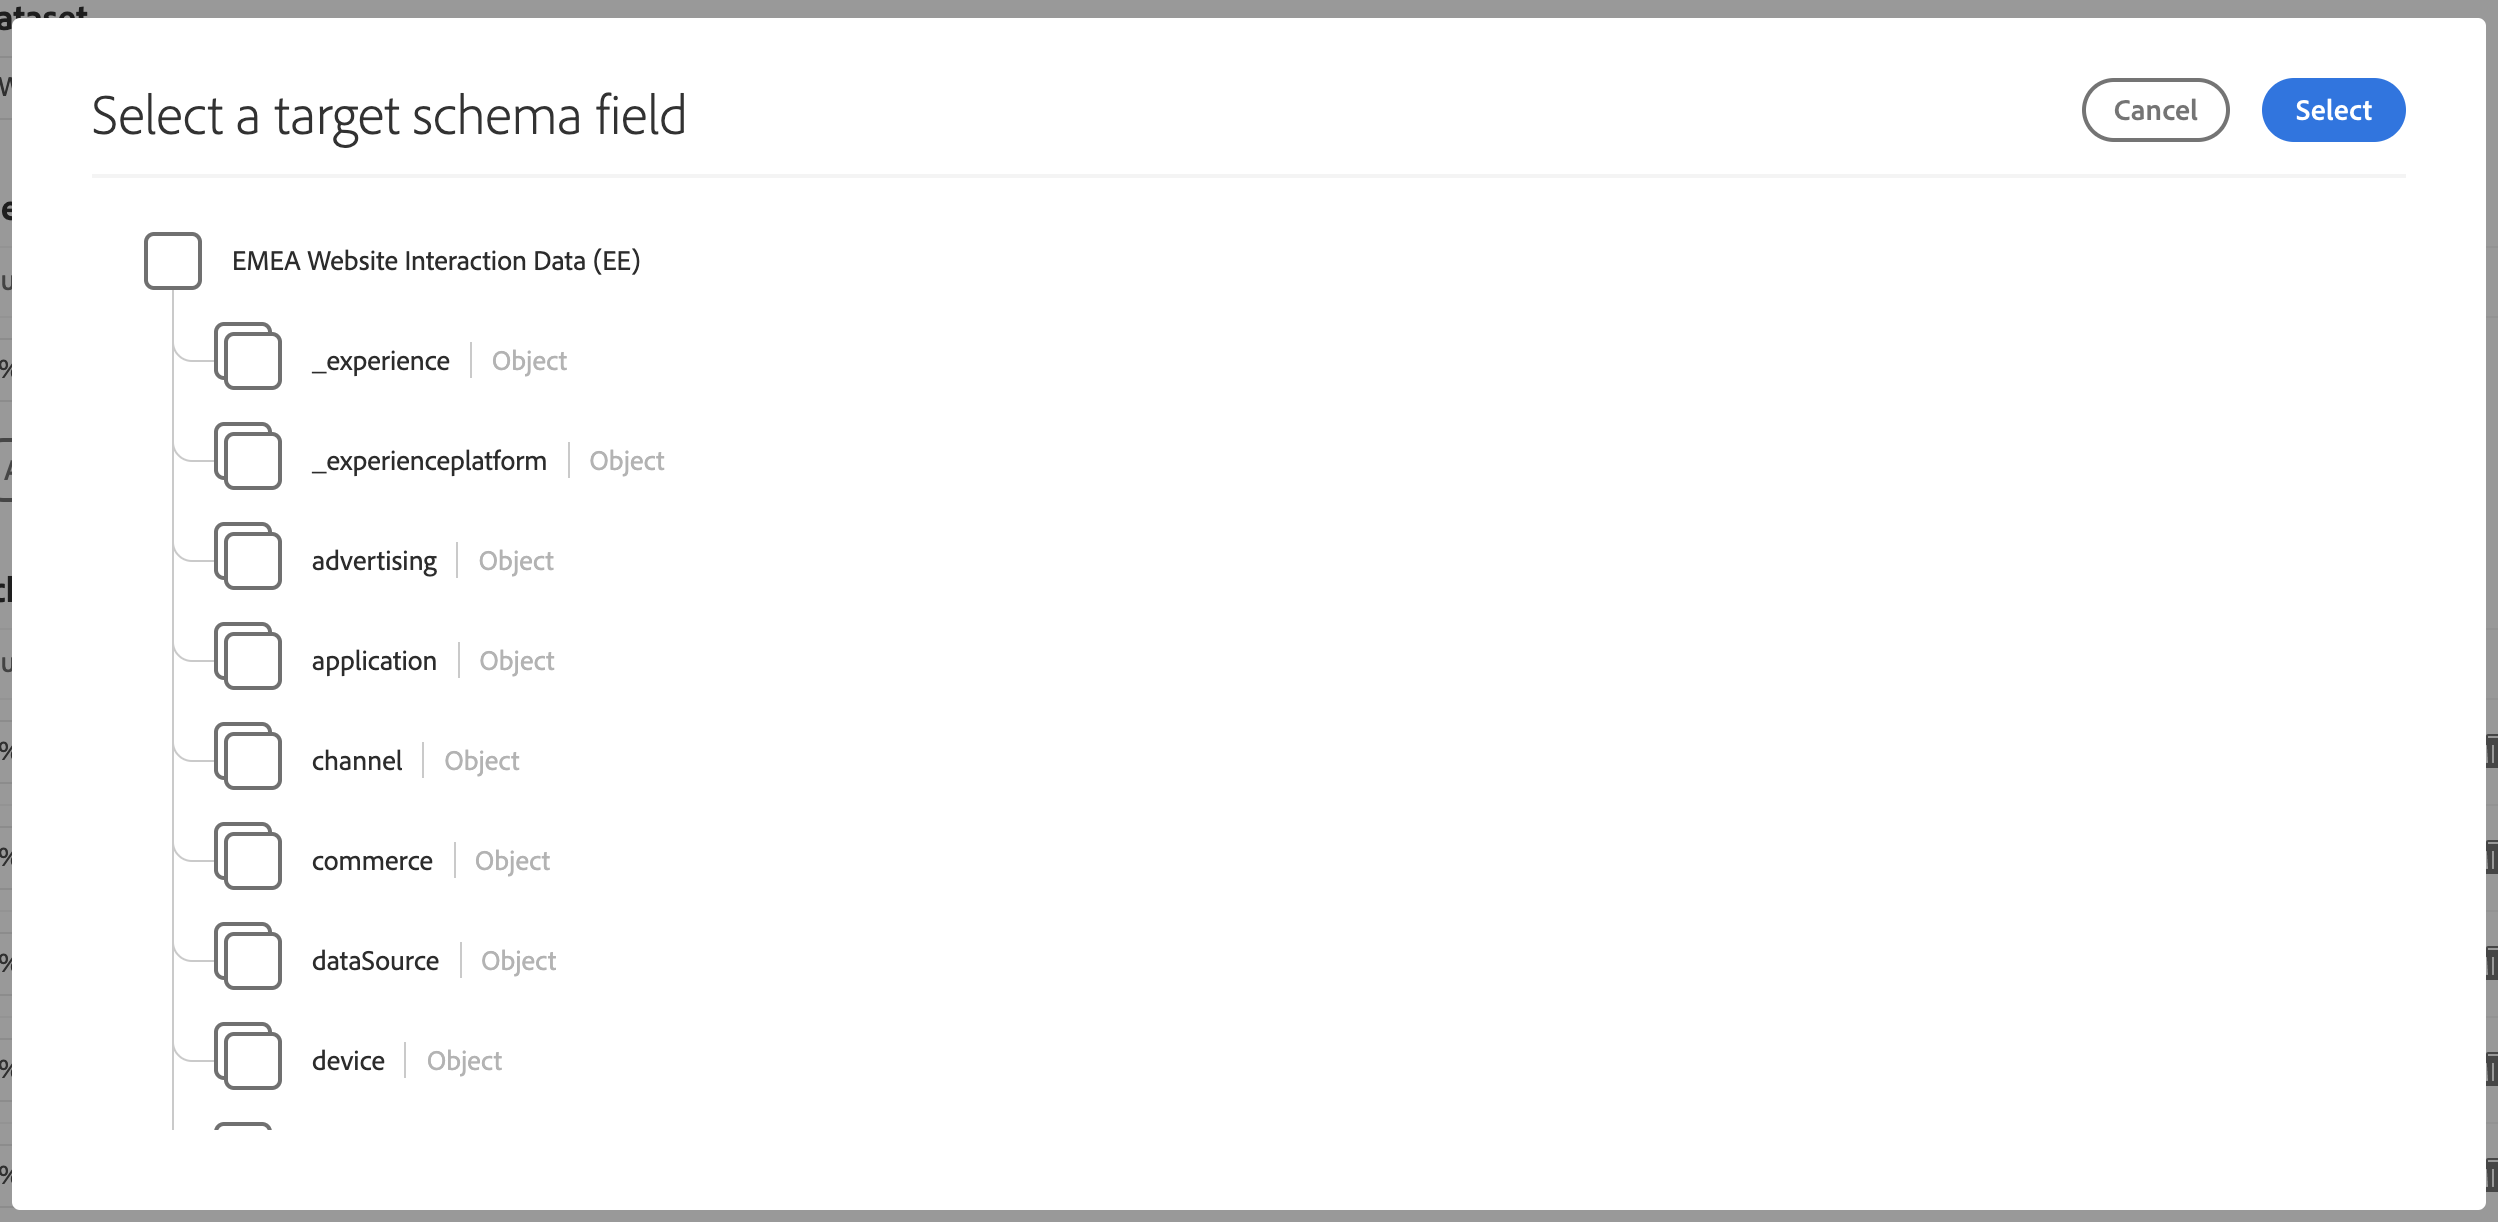 Select a target schema field
Cancel
Select
EMEA Website Interaction Data (EE)
_experience Object
_experienceplatform Object
advertising Object
application Object
channel Object
commerce Object
dataSource Object
device Object